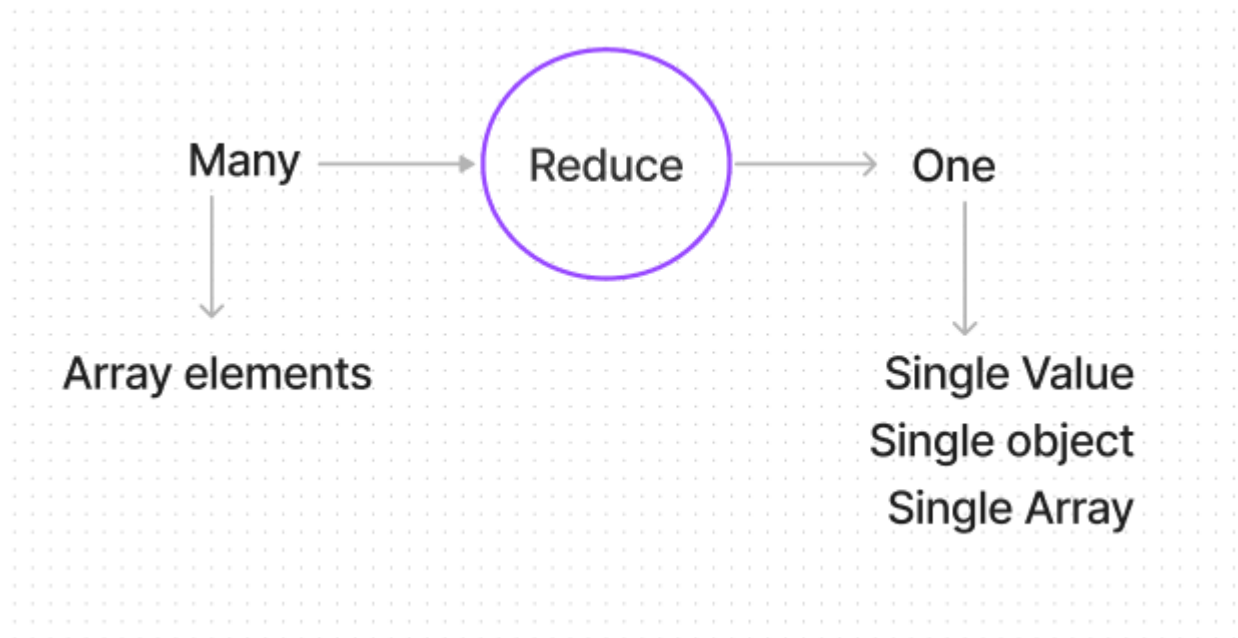 Many
Reduce
One
Array elements
Single Value
Single object
Single Array